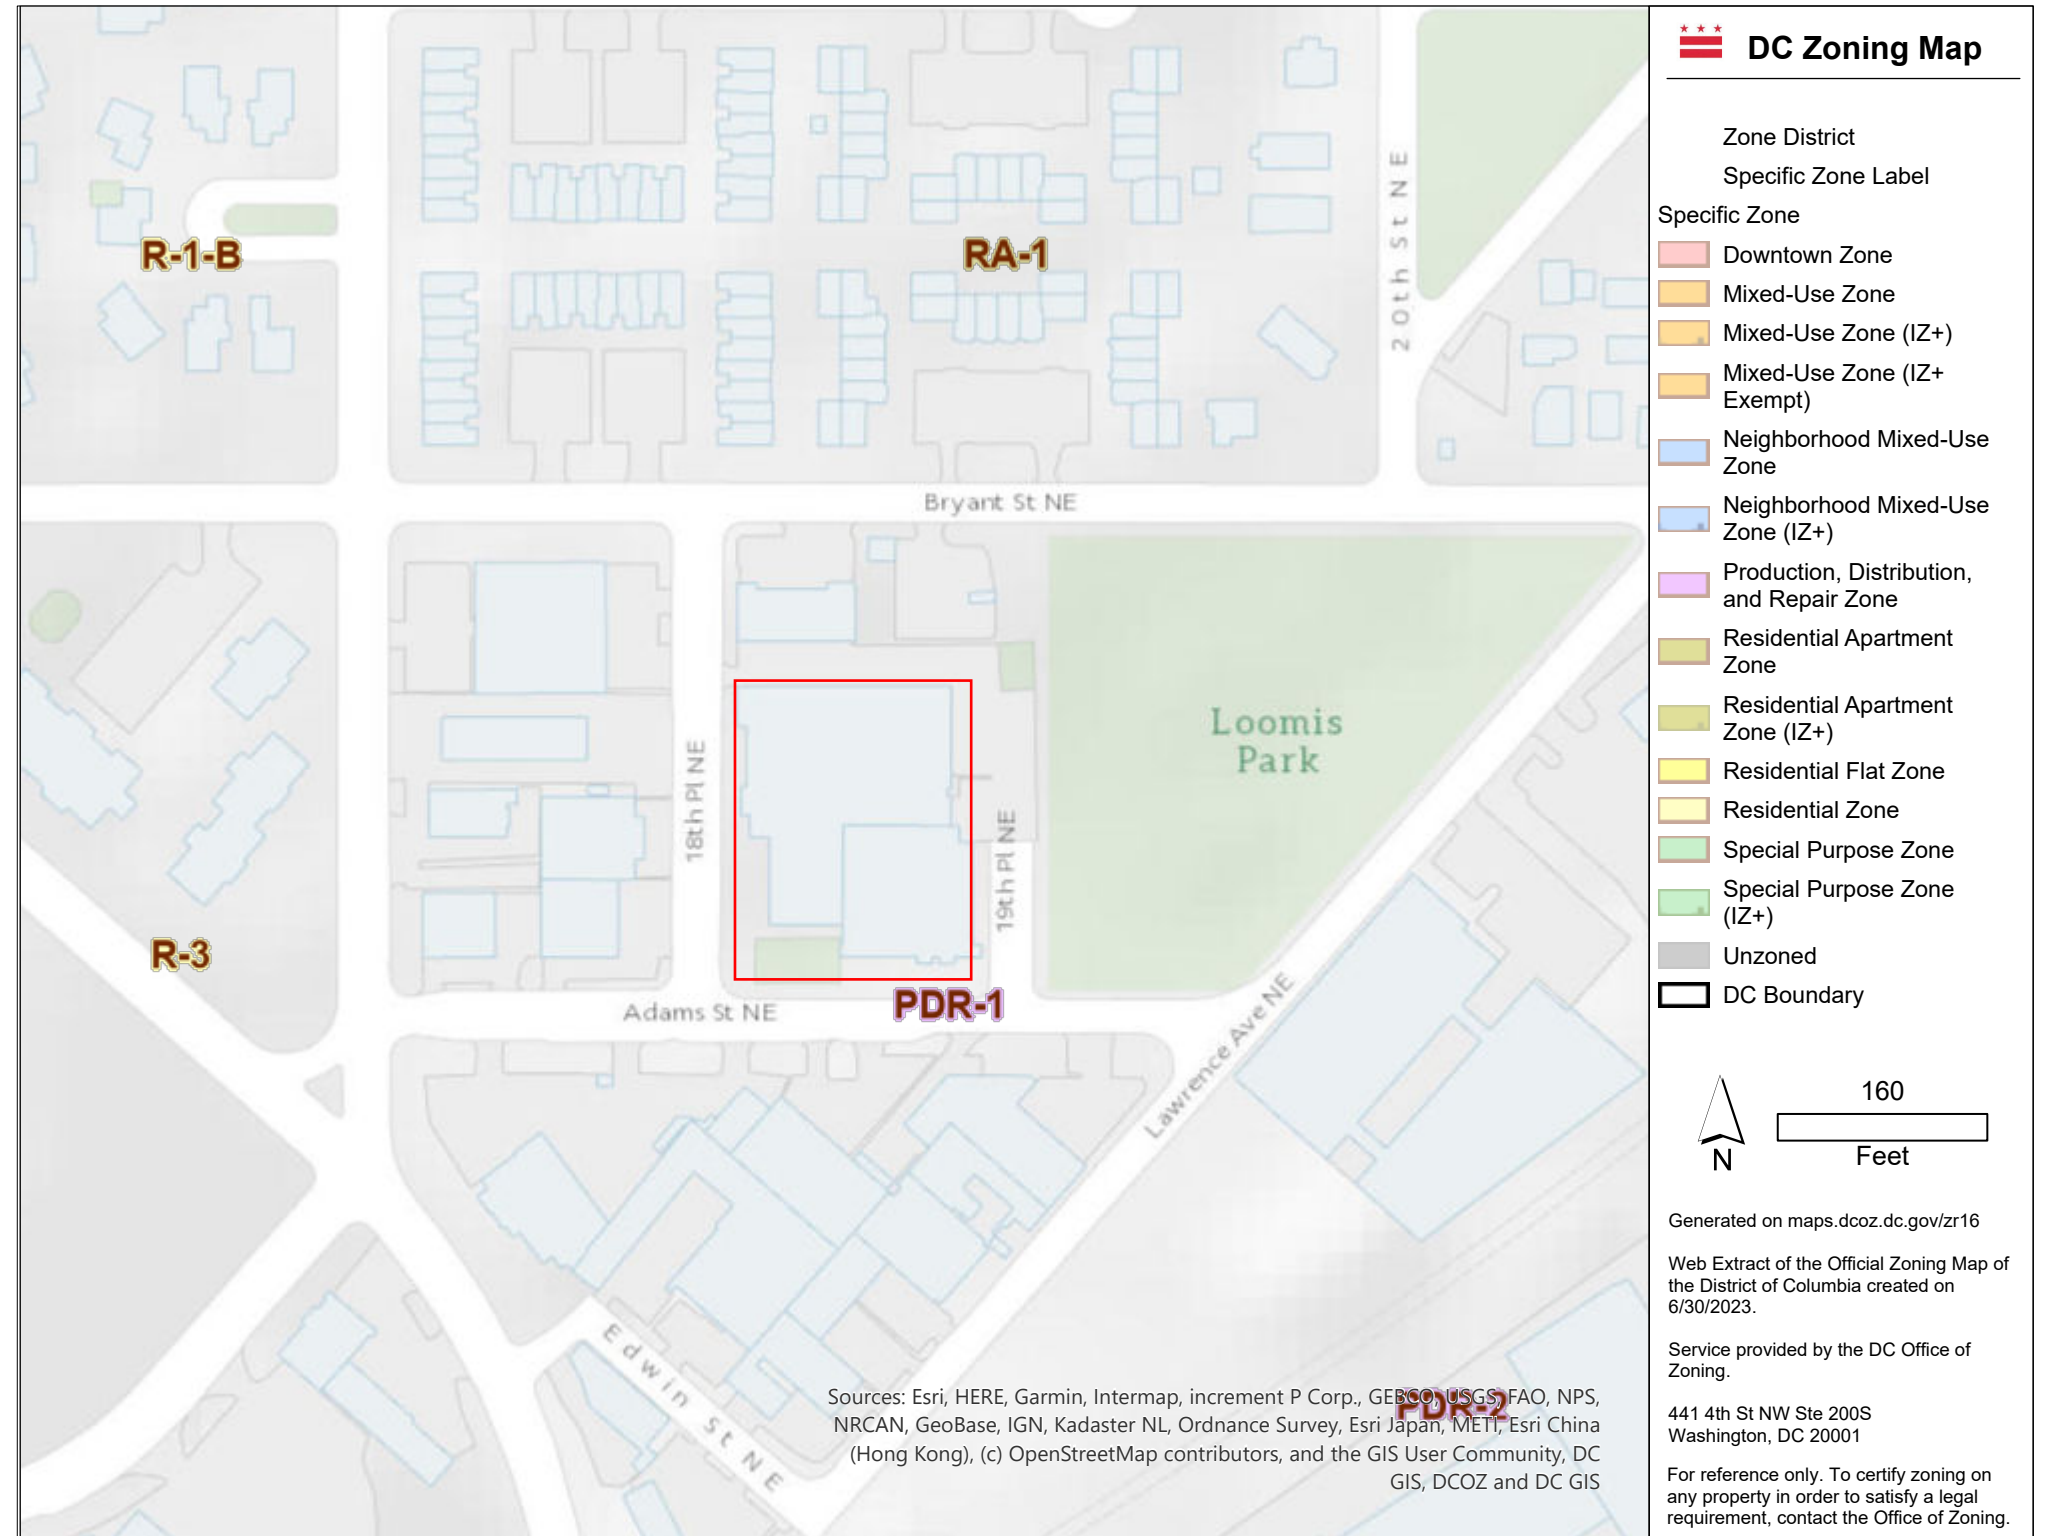 DC Zoning Map
Zone District
Specific Zone Label
Specific Zone
Downtown Zone
Mixed-Use Zone
Mixed-Use Zone (IZ+)
Mixed-Use Zone (IZ+
Exempt)
Neighborhood Mixed-Use
Zone
Neighborhood Mixed-Use
Zone (IZ+)
Production, Distribution,
and Repair Zone
Residential Apartment
Zone
Residential Apartment
Zone (IZ+)
Residential Flat Zone
Residential Zone
Special Purpose Zone
Special Purpose Zone
(IZ+)
Unzoned
DC Boundary
160
Feet
N
Generated on maps.dcoz.dc.gov/zr16
Web Extract of the Official Zoning Map of
the District of Columbia created on
6/30/2023.
Service provided by the DC Office of
Zoning.
441 4th St NW Ste 200S
Washington, DC 20001
For reference only. To certify zoning on
any property in order to satisfy a legal
requirement, contact the Office of Zoning.
20th St NE
R-1-B
RA-1
Bryant St NE
Loomis
Park
18th Pl NE
19th Pl NE
R-3
PDR-1
Adams St NE
Lawrence Ave NE
Edwin St NE
PDR-2
Sources: Esri, HERE, Garmin, Intermap, increment P Corp., GEBCO, USGS, FAO, NPS,
NRCAN, GeoBase, IGN, Kadaster NL, Ordnance Survey, Esri Japan, METI, Esri China
(Hong Kong), (c) OpenStreetMap contributors, and the GIS User Community, DC
GIS, DCOZ and DC GIS